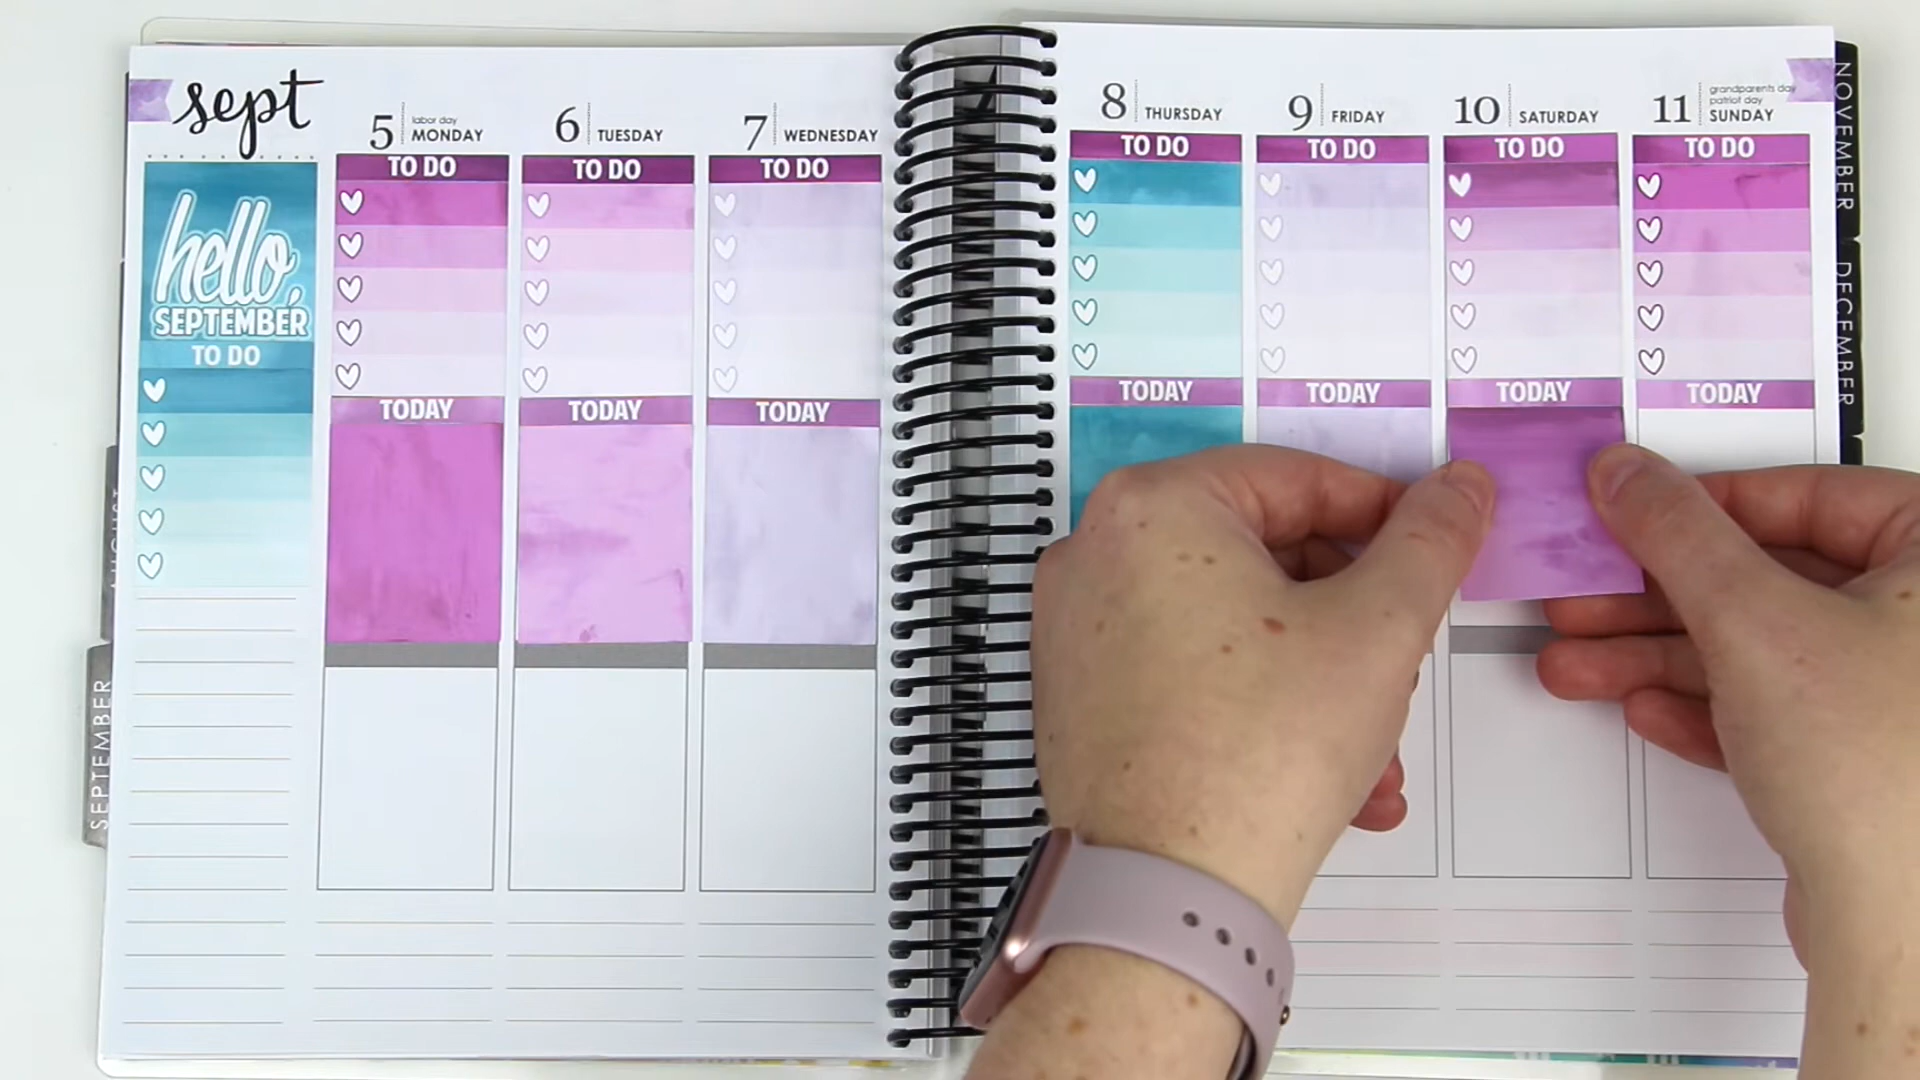 sept
5 labor day MONDAY
6 TUESDAY
7 WEDNESDAY
8 THURSDAY
9 FRIDAY
10 SATURDAY
11 grandparents day
patriot day
SUNDAY
hello,
SEPTEMBER
TO DO
TO DO
TO DO
TO DO
TO DO
TO DO
TO DO
TO DO
TODAY
TODAY
TODAY
TODAY
TODAY
TODAY
TODAY
AUGUST
SEPTEMBER
NOVEMBER
DECEMBER